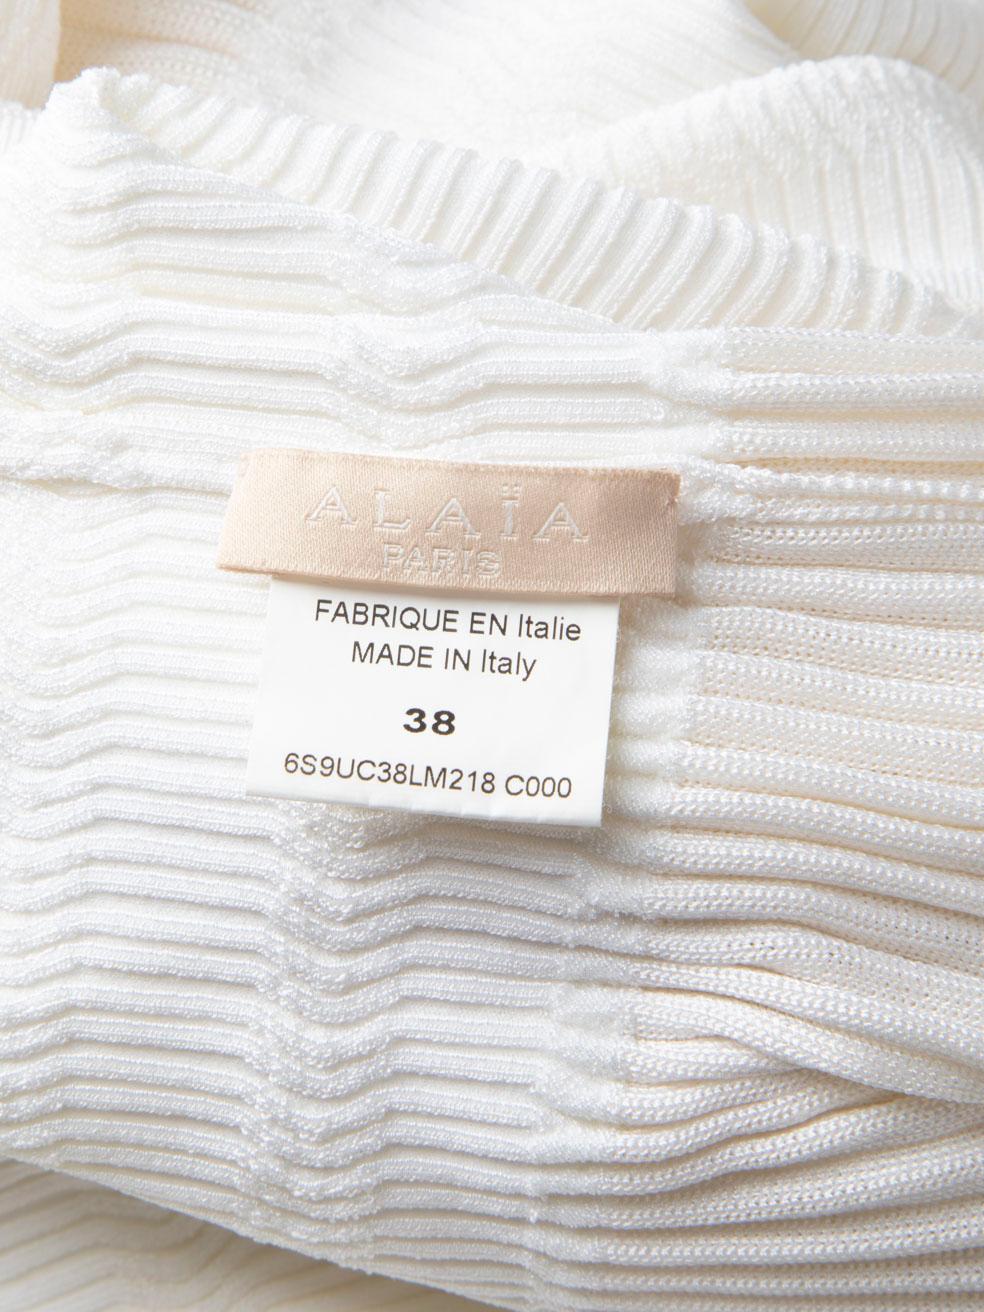 ALAÏA
PARIS
FABRIQUE EN Italie
MADE IN Italy
38
6S9UC38LM218 C000